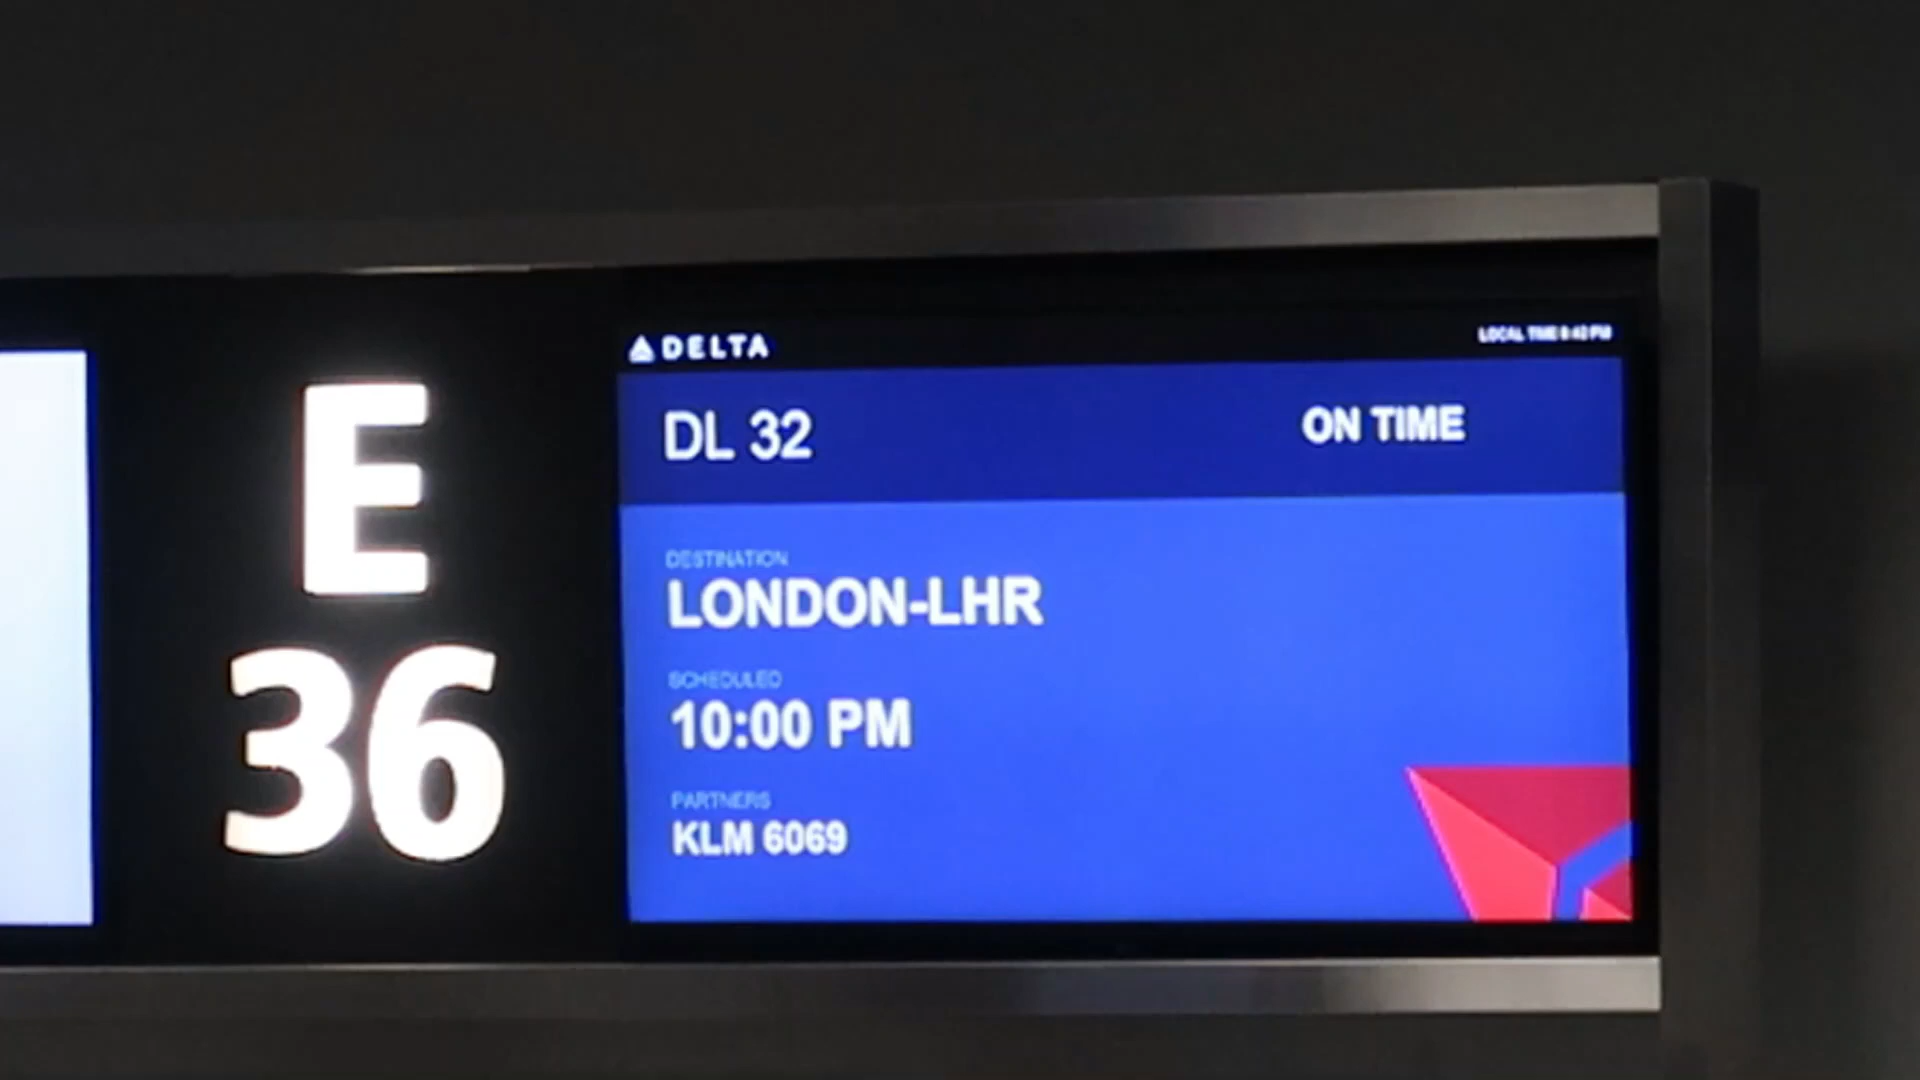 E
36
DELTA
LOCAL TIME
DL 32
ON TIME
DESTINATION
LONDON-LHR
SCHEDULED
10:00 PM
PARTNERS
KLM 6069